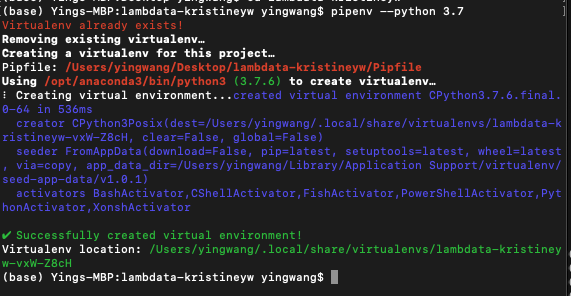 (base) Yings-MBP:lambdata-kristineyw yingwang$ pipenv --python 3.7
Virtualenv already exists!
Removing existing virtualenv…
Creating a virtualenv for this project…
Pipfile: /Users/yingwang/Desktop/lambdata-kristineyw/Pipfile
Using /opt/anaconda3/bin/python3 (3.7.6) to create virtualenv…
⠇ Creating virtual environment...created virtual environment CPython3.7.6.final.
0-64 in 536ms
creator CPython3Posix(dest=/Users/yingwang/.local/share/virtualenvs/lambdata-k
ristineyw-vxW-Z8cH, clear=False, global=False)
seeder FromAppData(download=False, pip=latest, setuptools=latest, wheel=latest
, via=copy, app_data_dir=/Users/yingwang/Library/Application Support/virtualenv/
seed-app-data/v1.0.1)
activators BashActivator,CShellActivator,FishActivator,PowerShellActivator,Pyt
honActivator,XonshActivator
✔ Successfully created virtual environment!
Virtualenv location: /Users/yingwang/.local/share/virtualenvs/lambdata-kristiney
w-vxW-Z8cH
(base) Yings-MBP:lambdata-kristineyw yingwang$